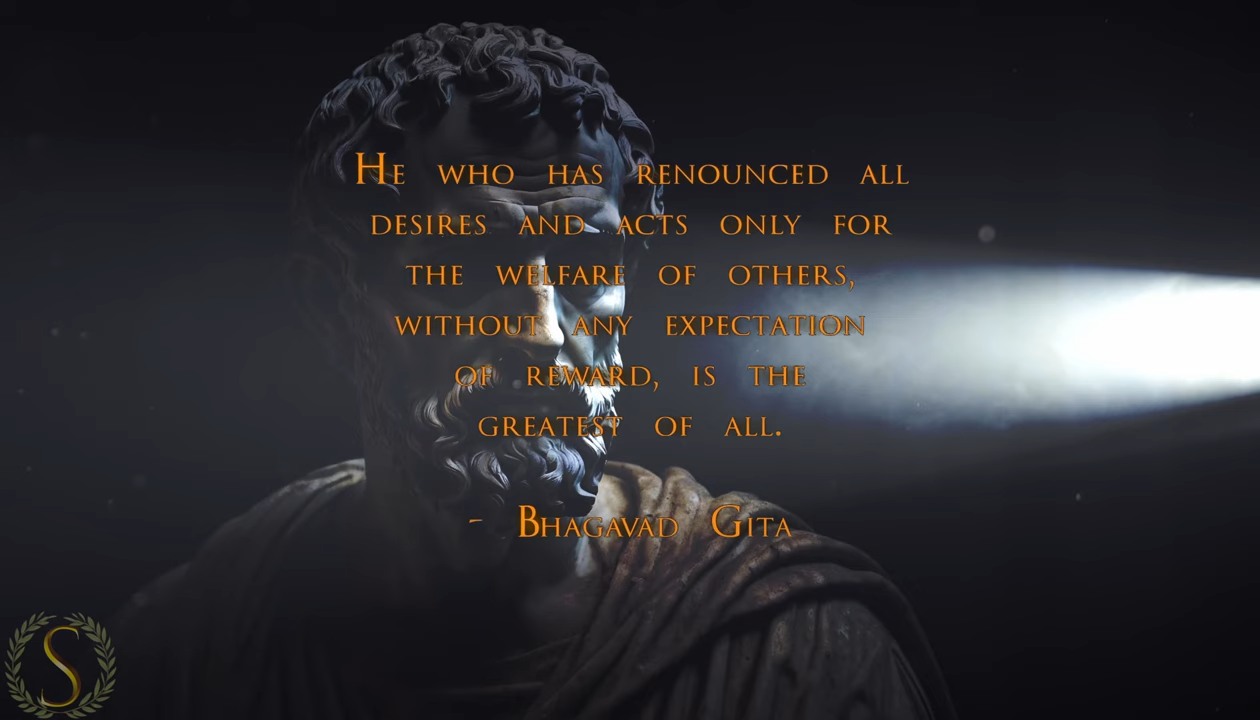 He who has renounced all
desires and acts only for
the welfare of others,
without any expectation
of reward, is the
greatest of all.
- Bhagavad Gita
S